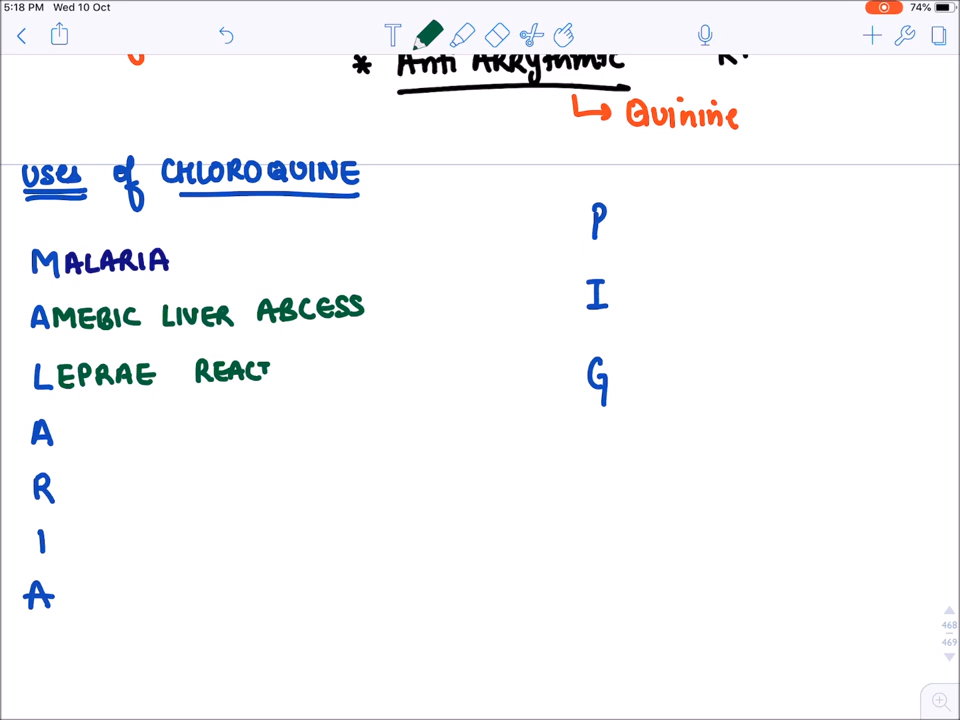 5:18 PM Wed 10 Oct
74%
T
* Anti ARRythmic
↳ Quinine
uses of CHLOROQUINE
MALARIA
AMEBIC LIVER ABCESS
LEPRAE REACT
A
R
I
A
P
I
G
468
469